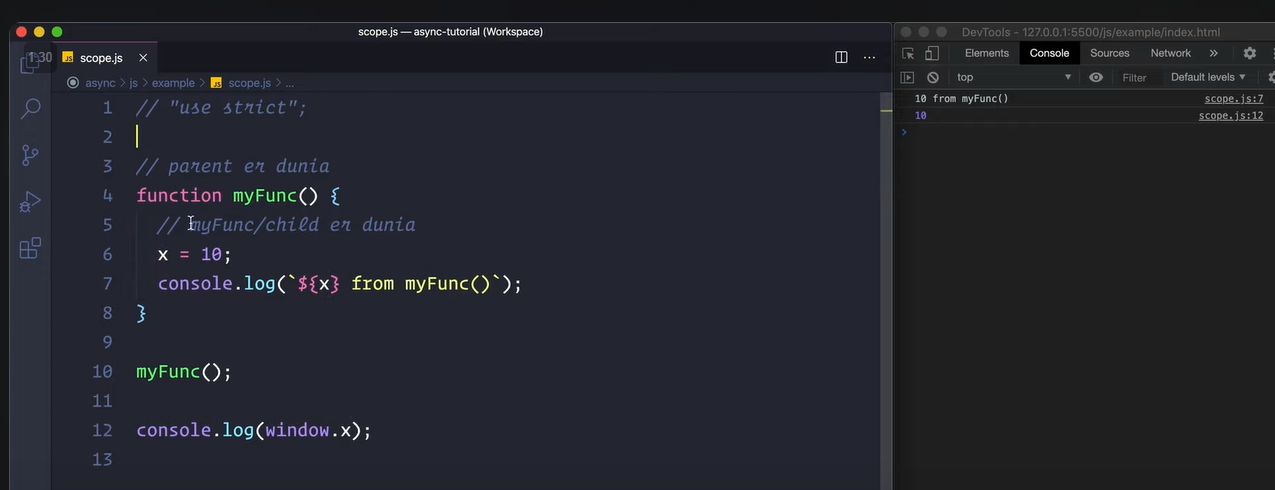 scope.js — async-tutorial (Workspace)
1:30
scope.js
async > js > example > scope.js > ...
1 // "use strict";
2
3 // parent er dunia
4 function myFunc() {
5 // myFunc/child er dunia
6 x = 10;
7 console.log(`${x} from myFunc()`);
8 }
9
10 myFunc();
11
12 console.log(window.x);
13
DevTools - 127.0.0.1:5500/js/example/index.html
Elements Console Sources Network »
top Filter Default levels
10 from myFunc() scope.js:7
10 scope.js:12